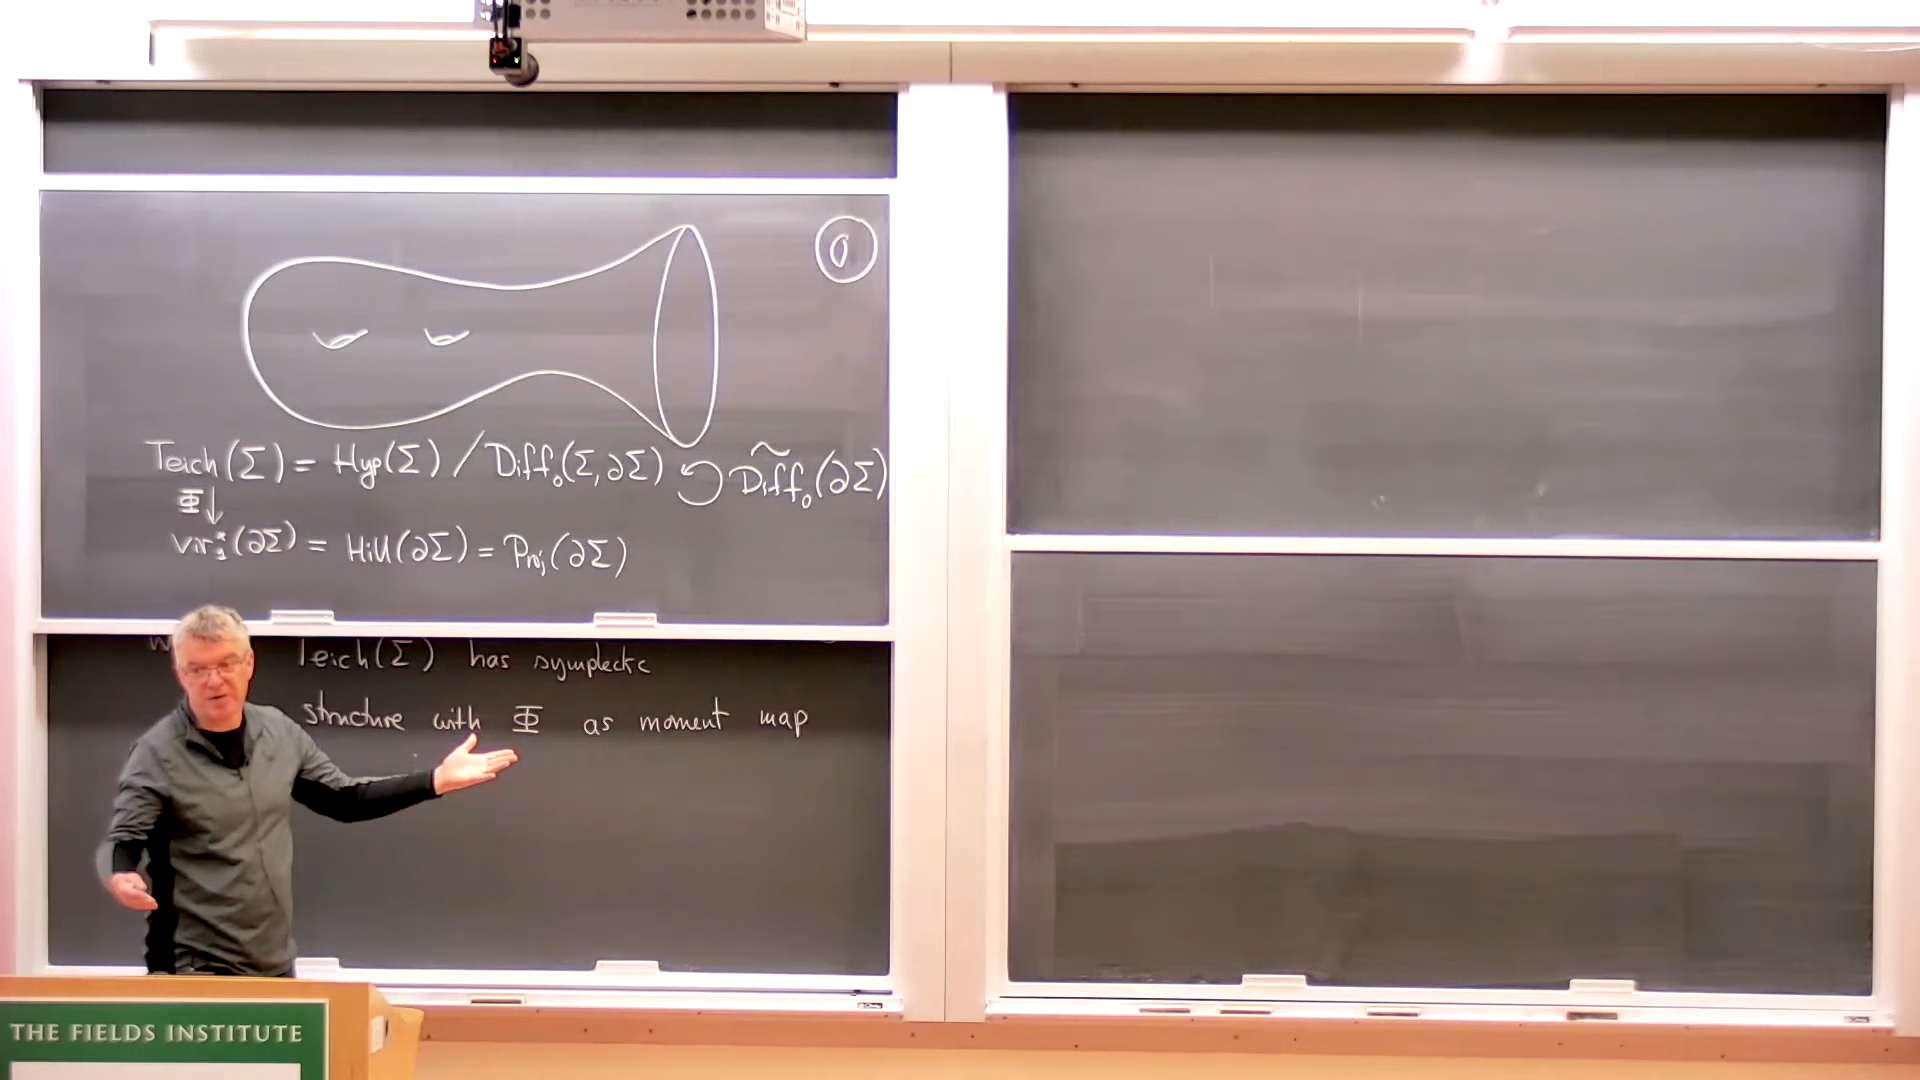 0
Teich(Σ) = Hyp(Σ) / Diff₀(Σ,∂Σ) ↺ D̃iff₀(∂Σ)
Φ↓
vir*₁(∂Σ) = Hill(∂Σ) = Proj(∂Σ)
Teich(Σ) has symplectic
structure with Φ as moment map
THE FIELDS INSTITUTE